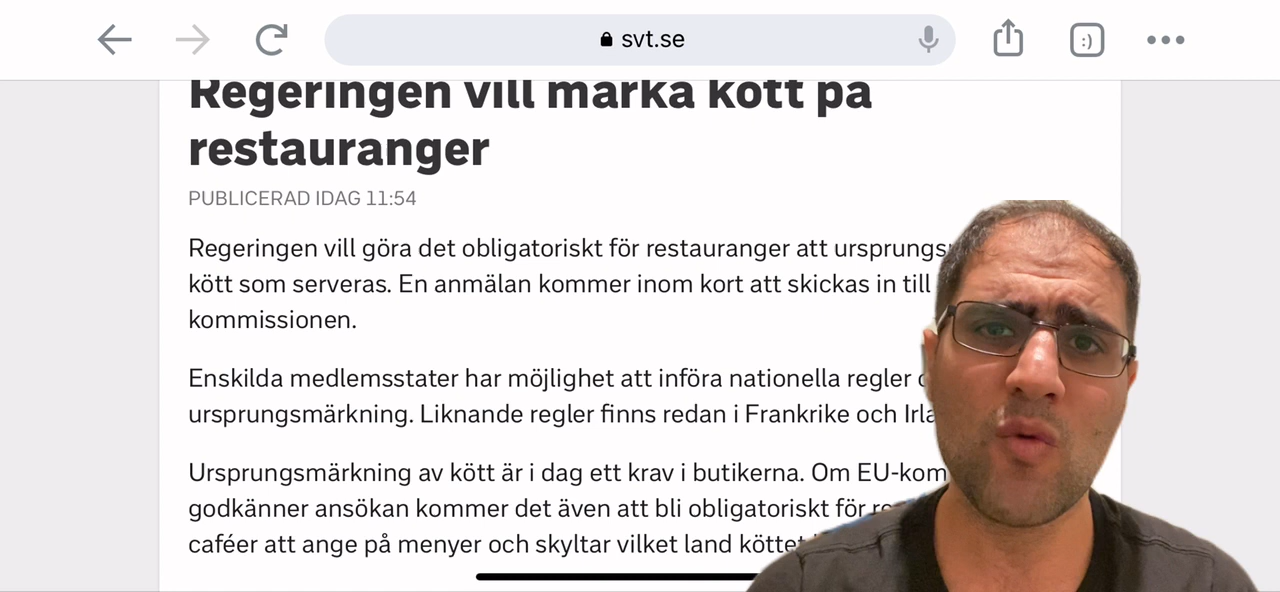 svt.se
:)
Regeringen vill märka kött på
restauranger
PUBLICERAD IDAG 11:54
Regeringen vill göra det obligatoriskt för restauranger att
kött som serveras. En anmälan kommer inom kort att skickas in till
kommissionen.
Enskilda medlemsstater har möjlighet att införa nationella regler
ursprungsmärkning. Liknande regler finns redan i Frankrike och
Ursprungsmärkning av kött är i dag ett krav i butikerna. Om
godkänner ansökan kommer det även att bli obligatoriskt för
caféer att ange på menyer och skyltar vilket land köttet